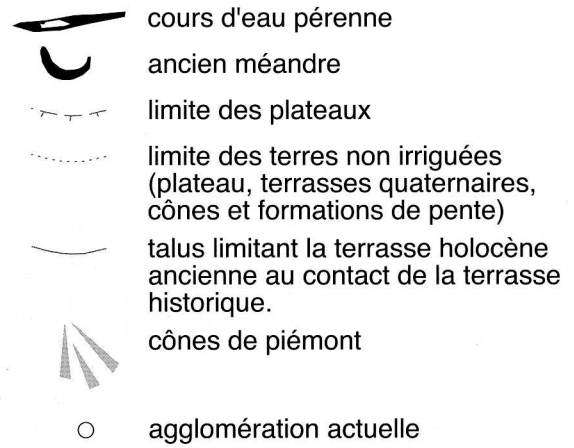 cours d'eau pérenne
ancien méandre
limite des plateaux
limite des terres non irriguées
(plateau, terrasses quaternaires,
cônes et formations de pente)
talus limitant la terrasse holocène
ancienne au contact de la terrasse
historique.
cônes de piémont
agglomération actuelle